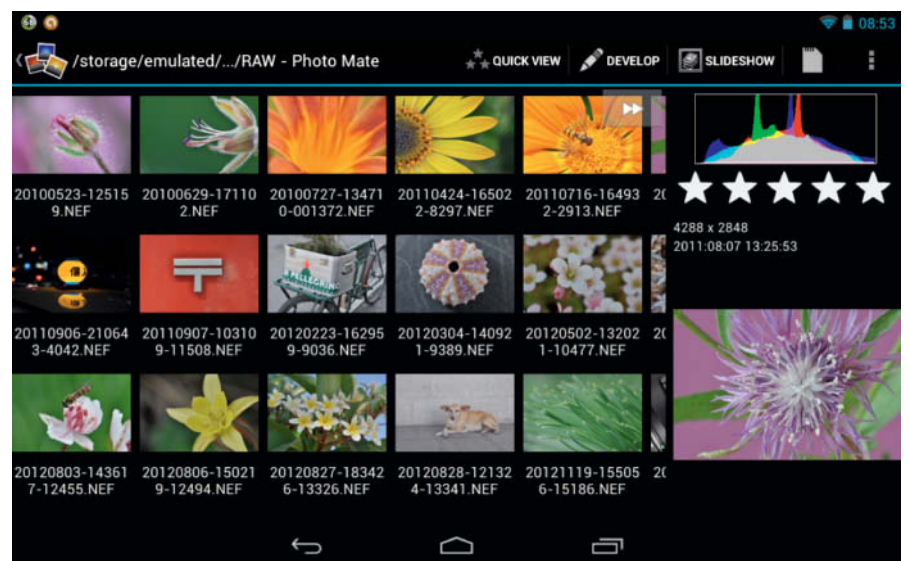 08:53
/storage/emulated/.../RAW - Photo Mate
QUICK VIEW
DEVELOP
SLIDESHOW
20100523-12515
9.NEF
20100629-17110
2.NEF
20100727-13471
0-001372.NEF
20110424-16502
2-8297.NEF
20110716-16493
2-2913.NEF
20
4288 x 2848
2011:08:07 13:25:53
PELLEGRINO
20110906-21064
3-4042.NEF
20110907-10310
9-11508.NEF
20120223-16295
9-9036.NEF
20120304-14092
1-9389.NEF
20120502-13202
1-10477.NEF
20
20120803-14361
7-12455.NEF
20120806-15021
9-12494.NEF
20120827-18342
6-13326.NEF
20120828-12132
4-13341.NEF
20121119-15505
6-15186.NEF
20